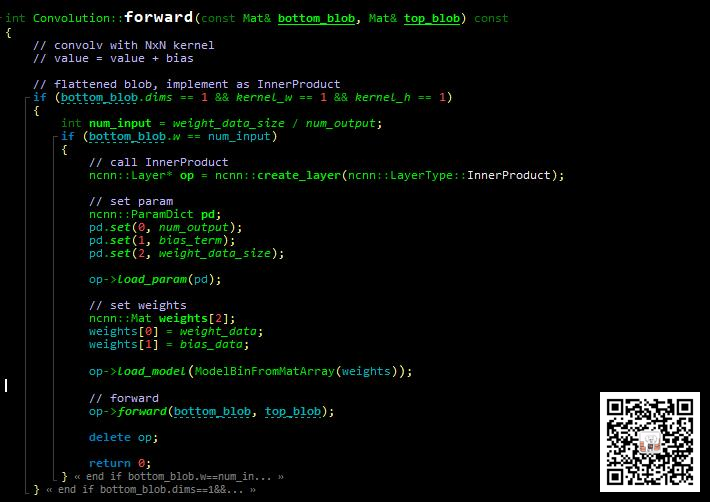 int Convolution::forward(const Mat& bottom_blob, Mat& top_blob) const
{
// convolv with NxN kernel
// value = value + bias
// flattened blob, implement as InnerProduct
if (bottom_blob.dims == 1 && kernel_w == 1 && kernel_h == 1)
{
int num_input = weight_data_size / num_output;
if (bottom_blob.w == num_input)
{
// call InnerProduct
ncnn::Layer* op = ncnn::create_layer(ncnn::LayerType::InnerProduct);
// set param
ncnn::ParamDict pd;
pd.set(0, num_output);
pd.set(1, bias_term);
pd.set(2, weight_data_size);
op->load_param(pd);
// set weights
ncnn::Mat weights[2];
weights[0] = weight_data;
weights[1] = bias_data;
op->load_model(ModelBinFromMatArray(weights));
// forward
op->forward(bottom_blob, top_blob);
delete op;
return 0;
} « end if bottom_blob.w==num_in... »
} « end if bottom_blob.dims==1&&... »